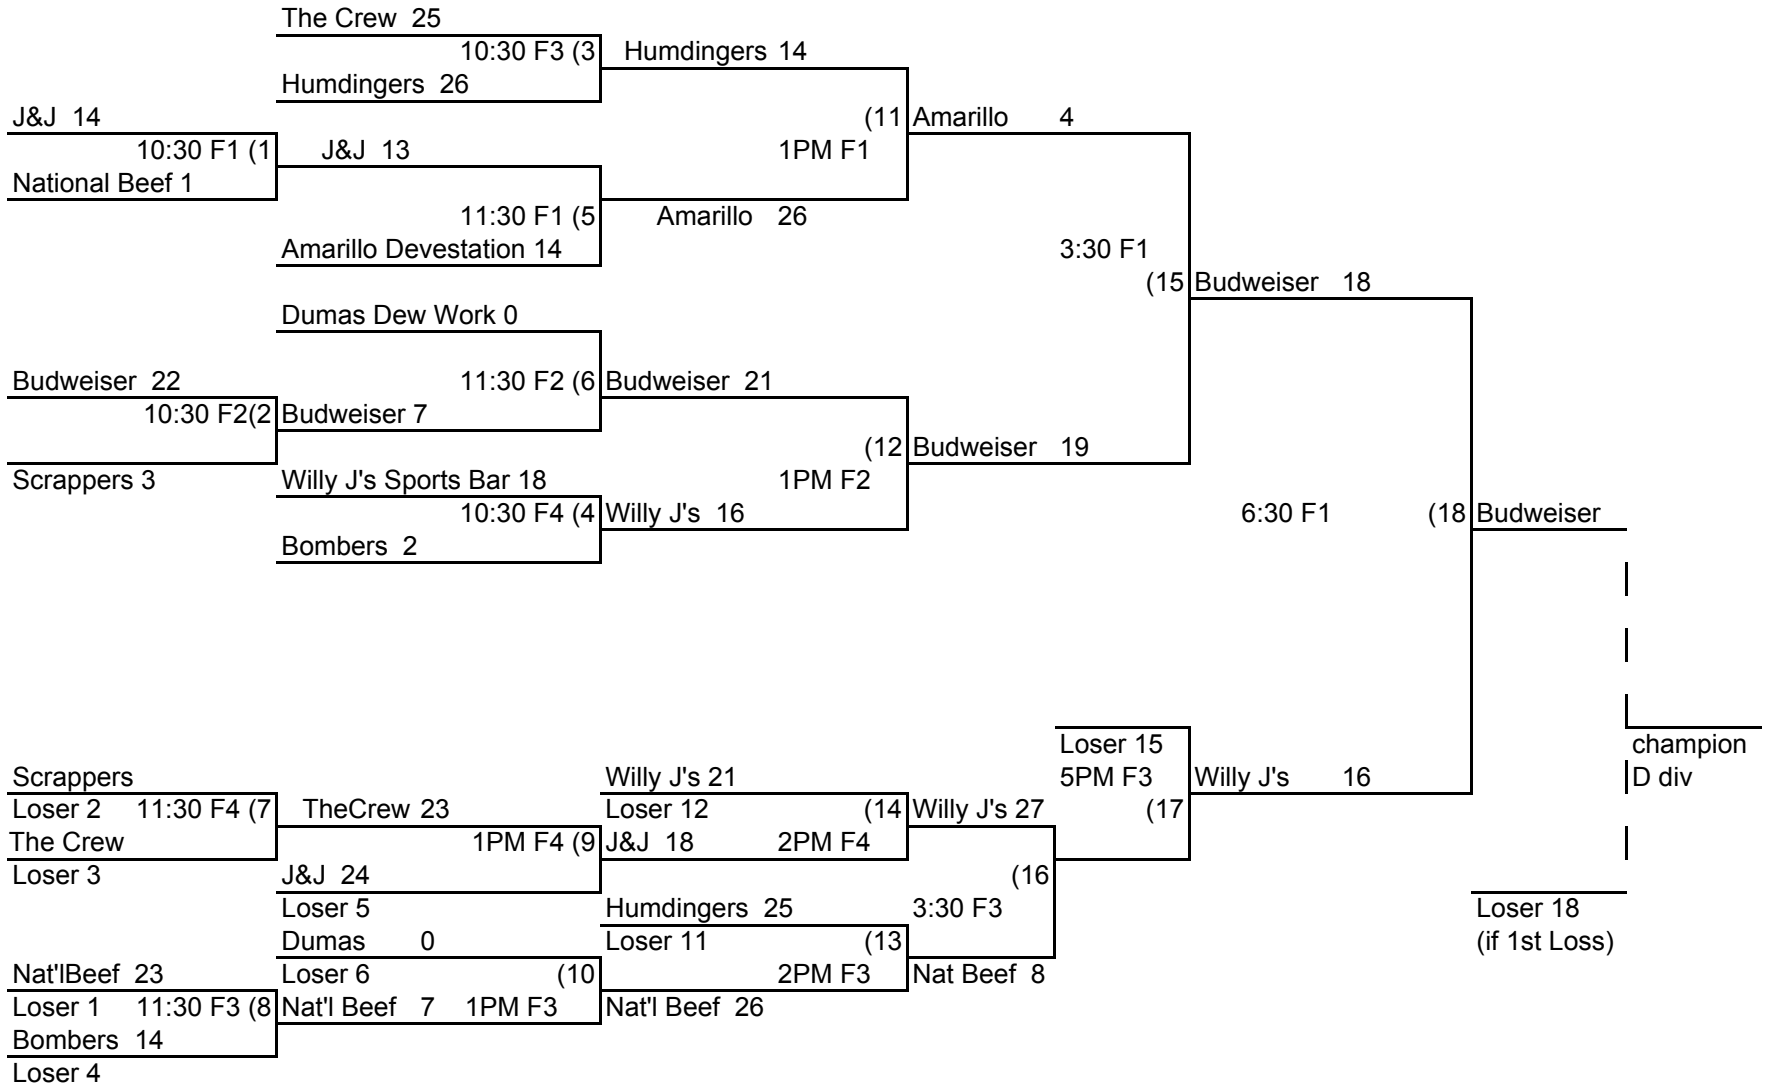 The Crew 25
10:30 F3 (3 Humdingers 14
Humdingers 26
J&J 14 (11 Amarillo 4
10:30 F1 (1 J&J 13 1PM F1
National Beef 1
11:30 F1 (5 Amarillo 26
Amarillo Devestation 14 3:30 F1
(15 Budweiser 18
Dumas Dew Work 0
Budweiser 22 11:30 F2 (6 Budweiser 21
10:30 F2(2 Budweiser 7
(12 Budweiser 19
Scrappers 3 Willy J's Sports Bar 18 1PM F2
10:30 F4 (4 Willy J's 16 6:30 F1 (18 Budweiser
Bombers 2
Loser 15 champion
Scrappers Willy J's 21 5PM F3 Willy J's 16 D div
Loser 2 11:30 F4 (7 TheCrew 23 Loser 12 (14 Willy J's 27 (17
The Crew 1PM F4 (9 J&J 18 2PM F4
Loser 3 J&J 24 (16
Loser 5 Humdingers 25 3:30 F3 Loser 18
Dumas 0 Loser 11 (13 (if 1st Loss)
Nat'lBeef 23 Loser 6 (10 2PM F3 Nat Beef 8
Loser 1 11:30 F3 (8 Nat'l Beef 7 1PM F3 Nat'l Beef 26
Bombers 14
Loser 4